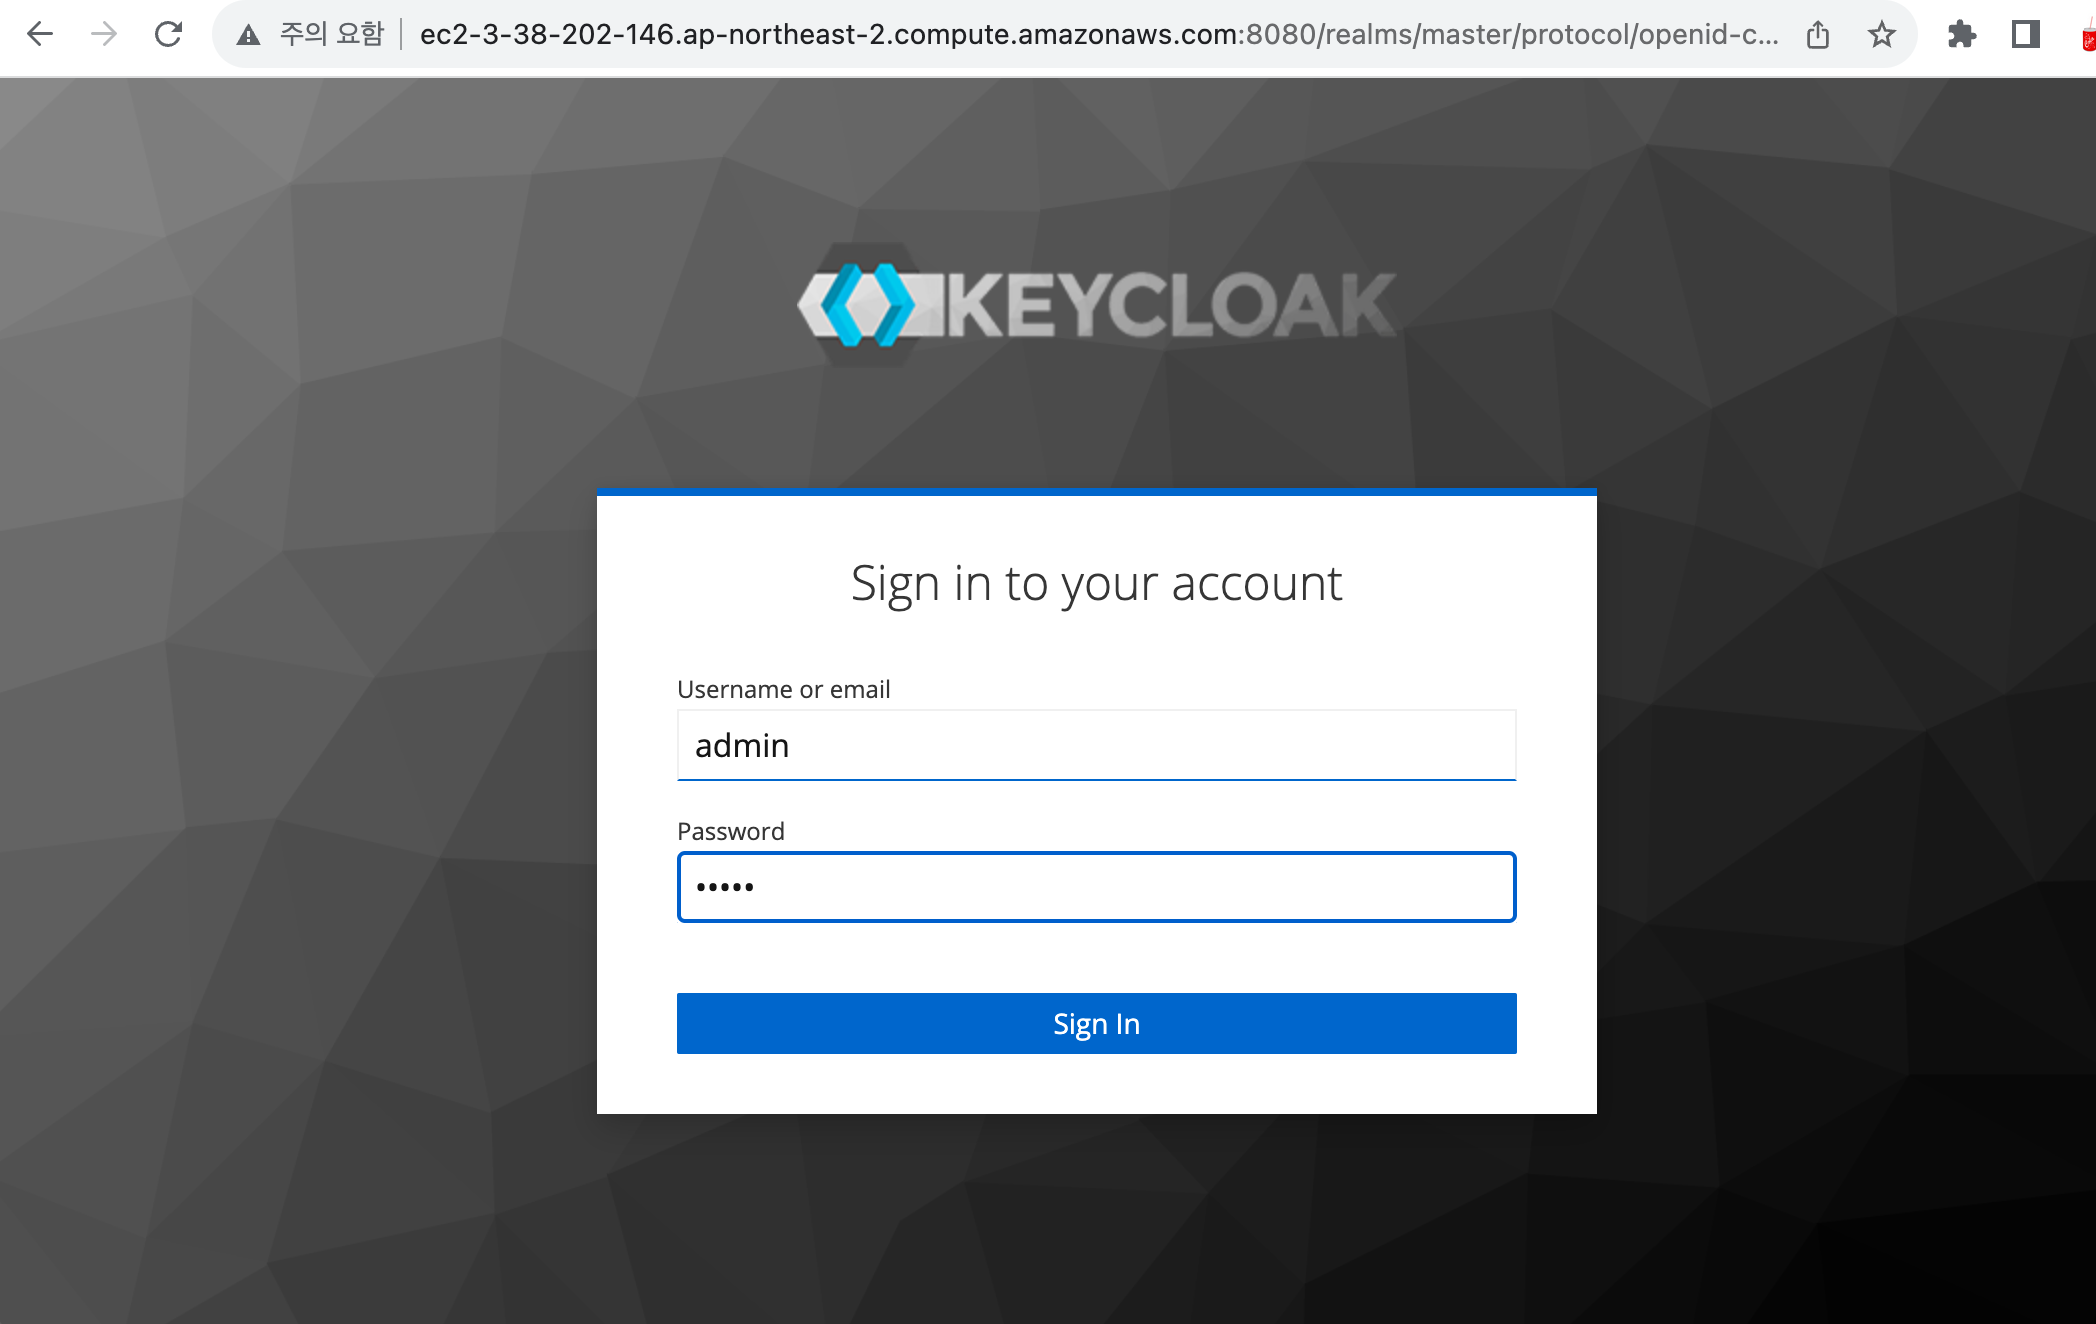 주의 요함
ec2-3-38-202-146.ap-northeast-2.compute.amazonaws.com:8080/realms/master/protocol/openid-c...
KEYCLOAK
Sign in to your account
Username or email
admin
Password
•••••
Sign In